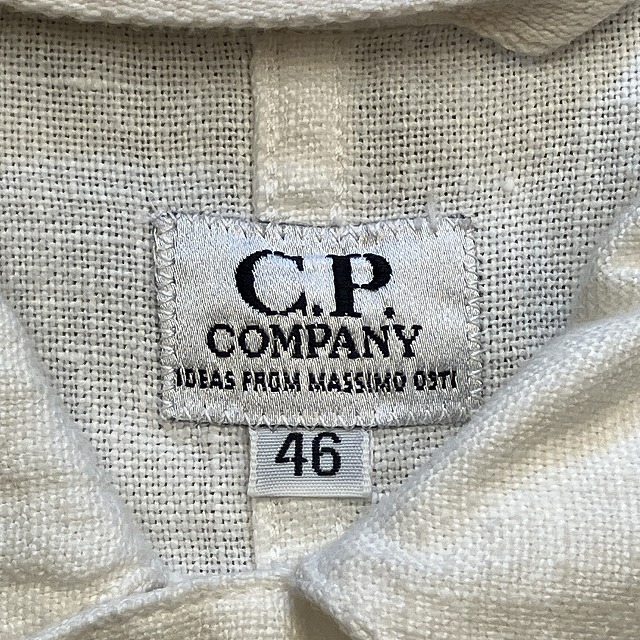 C.P.
COMPANY
IDEAS FROM MASSIMO OSTI
46